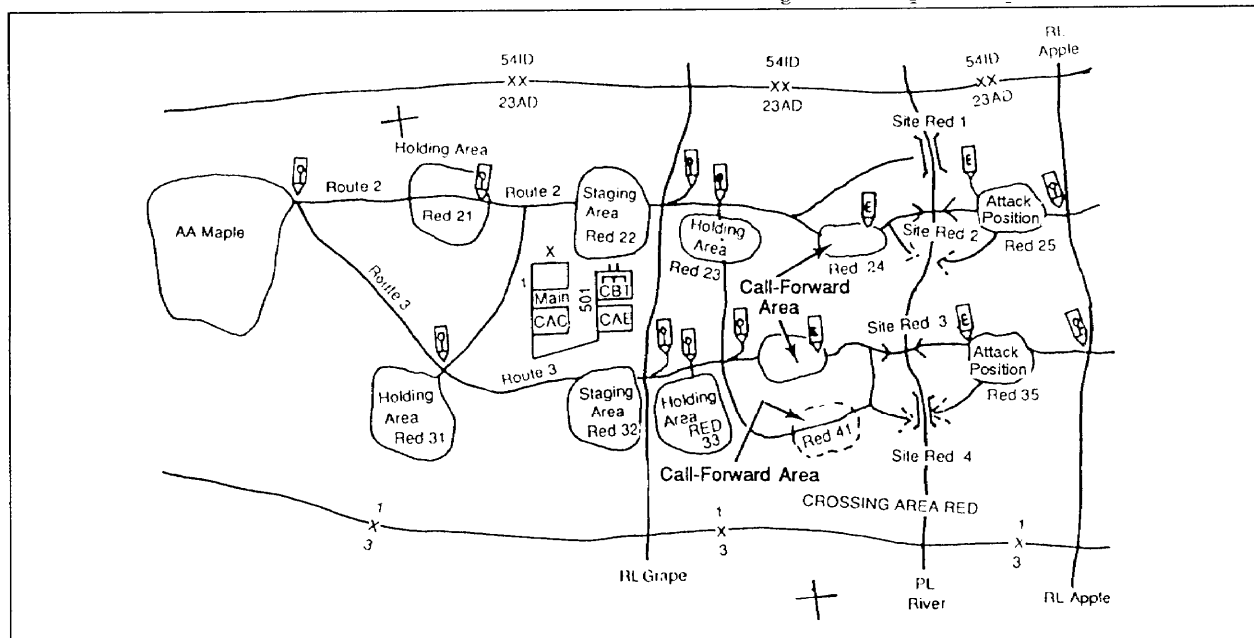 RL
Apple
54ID
XX
23AD
54ID
XX
23AD
54ID
XX
23AD
Site Red 1
Holding Area
Route 2
Red 21
Route 2
Staging
Area
Red 22
AA Maple
Holding
Area
Red 23
Red 24
E
E
Site Red 2
Attack
Position
Red 25
Call-Forward
Area
Route 3
X
1
Main
CAC
501
CBT
CAE
Site Red 3
E
Attack
Position
Red 35
Route 3
Holding
Area
Red 31
Staging
Area
Red 32
Holding
Area
RED
33
Red 41
Call-Forward Area
Site Red 4
CROSSING AREA RED
1
X
3
1
X
3
1
X
3
RL Grape
PL
River
RL Apple